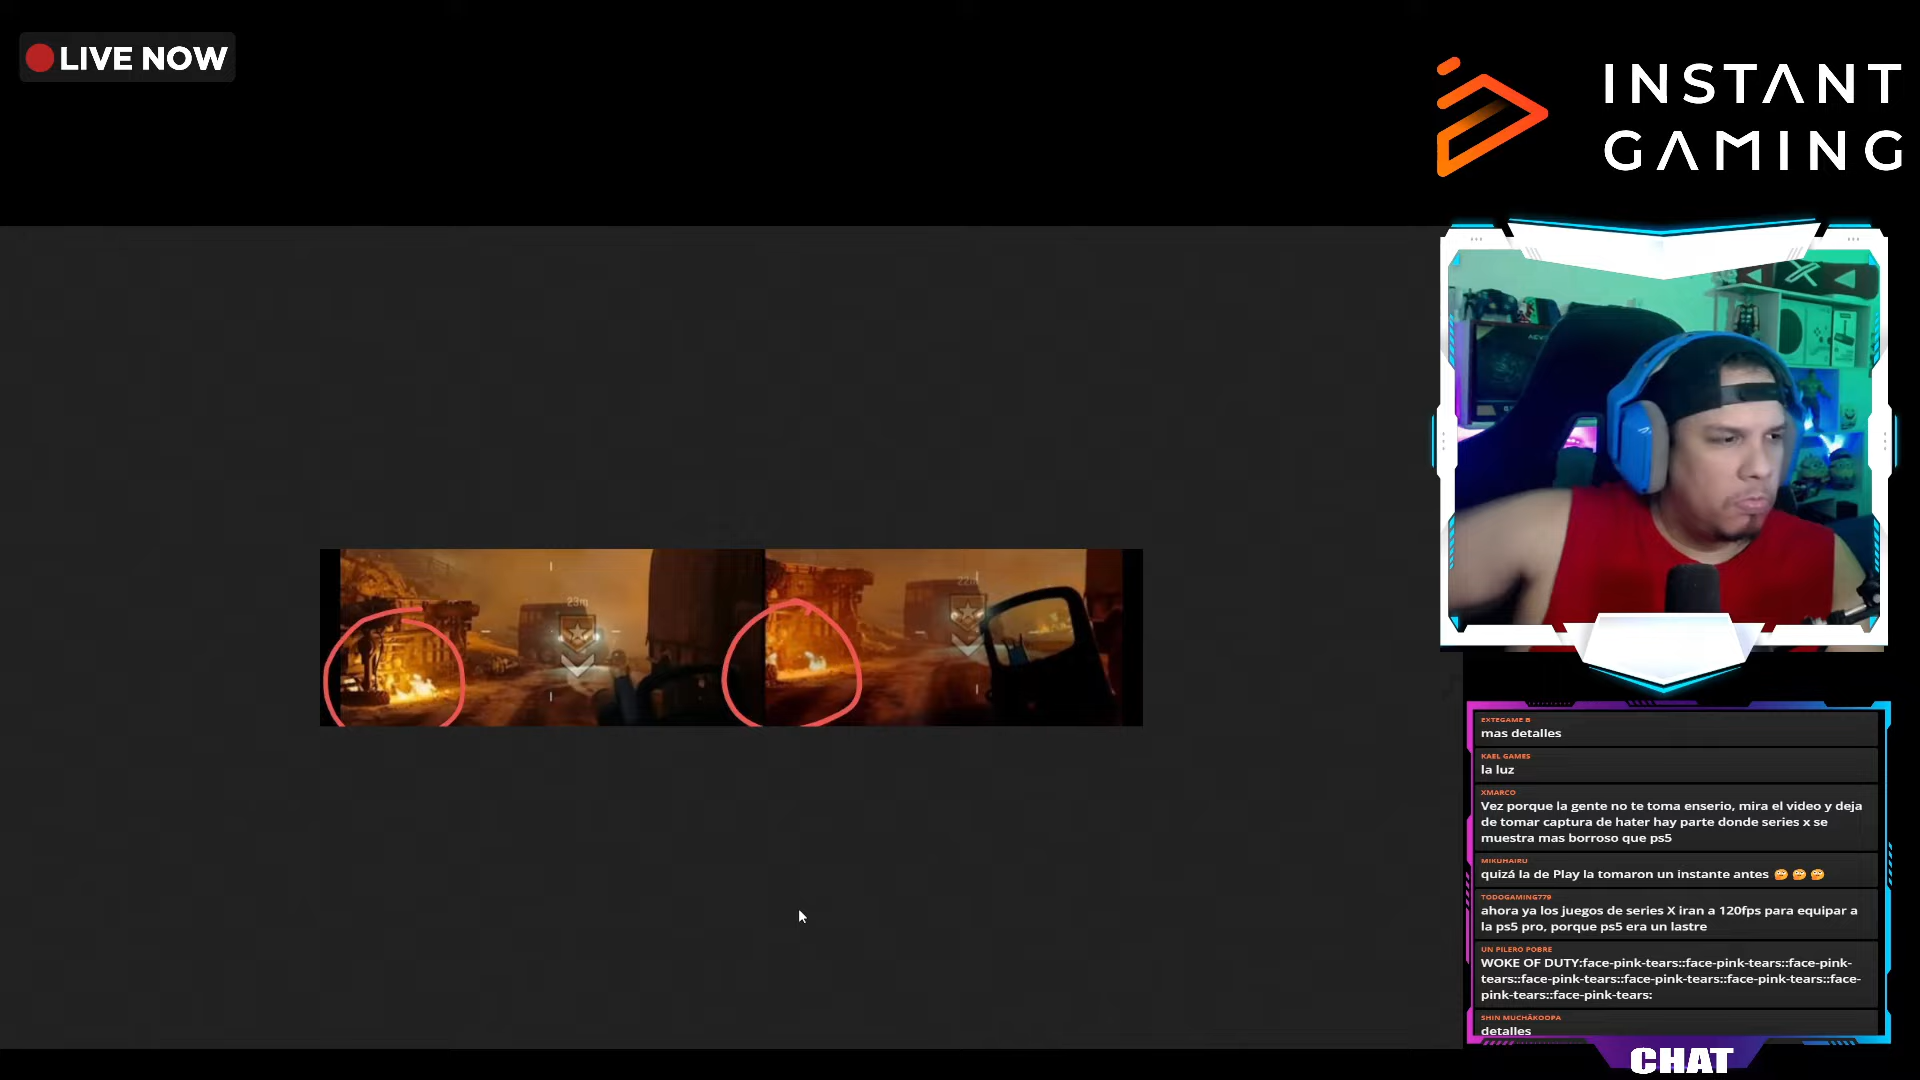 LIVE NOW
INSTANT
GAMING
23m
22m
EXTEGAME B
mas detalles
KAEL GAMES
la luz
XMARCO
Vez porque la gente no te toma enserio, mira el video y deja
de tomar captura de hater hay parte donde series x se
muestra mas borroso que ps5
MIKUHAIRU
quizá la de Play la tomaron un instante antes
TODOGAMING779
ahora ya los juegos de series X iran a 120fps para equipar a
la ps5 pro, porque ps5 era un lastre
UN PILERO POBRE
WOKE OF DUTY:face-pink-tears::face-pink-tears::face-pink-
tears::face-pink-tears::face-pink-tears::face-pink-tears::face-
pink-tears::face-pink-tears:
SHIN MUCHÃKOOPA
detalles
CHAT